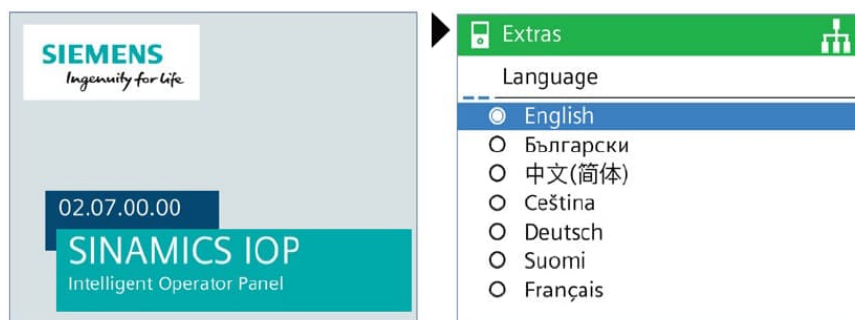 SIEMENS
Ingenuity for life
02.07.00.00
SINAMICS IOP
Intelligent Operator Panel
Extras
Language
English
Български
中文(简体)
Ceština
Deutsch
Suomi
Français